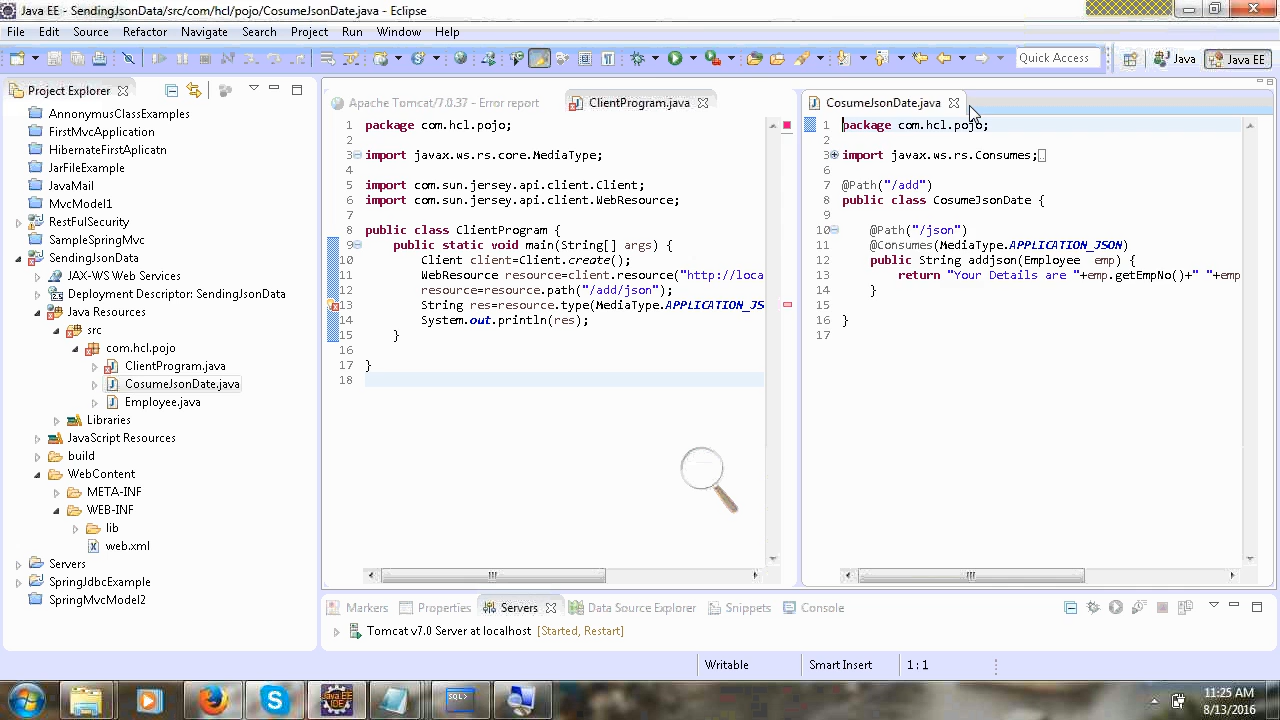 Java EE - SendingJsonData/src/com/hcl/pojo/CosumeJsonDate.java - Eclipse
File Edit Source Refactor Navigate Search Project Run Window Help
Quick Access Java Java EE
Project Explorer
AnnonymusClassExamples
FirstMvcApplication
HibernateFirstAplicatn
JarFileExample
JavaMail
MvcModel1
RestFulSecurity
SampleSpringMvc
SendingJsonData
JAX-WS Web Services
Deployment Descriptor: SendingJsonData
Java Resources
src
com.hcl.pojo
ClientProgram.java
CosumeJsonDate.java
Employee.java
Libraries
JavaScript Resources
build
WebContent
META-INF
WEB-INF
lib
web.xml
Servers
SpringJdbcExample
SpringMvcModel2
Apache Tomcat/7.0.37 - Error report ClientProgram.java
1 package com.hcl.pojo;
2
3 import javax.ws.rs.core.MediaType;
4
5 import com.sun.jersey.api.client.Client;
6 import com.sun.jersey.api.client.WebResource;
7
8 public class ClientProgram {
9 public static void main(String[] args) {
10 Client client=Client.create();
11 WebResource resource=client.resource("http://loca
12 resource=resource.path("/add/json");
13 String res=resource.type(MediaType.APPLICATION_JS
14 System.out.println(res);
15 }
16
17 }
18
CosumeJsonDate.java
1 package com.hcl.pojo;
2
3 import javax.ws.rs.Consumes;
6
7 @Path("/add")
8 public class CosumeJsonDate {
9
10 @Path("/json")
11 @Consumes(MediaType.APPLICATION_JSON)
12 public String addjson(Employee emp) {
13 return "Your Details are "+emp.getEmpNo()+" "+emp
14 }
15
16 }
17
Markers Properties Servers Data Source Explorer Snippets Console
Tomcat v7.0 Server at localhost [Started, Restart]
Writable Smart Insert 1 : 1
Java EE
IDE
11:25 AM
8/13/2016